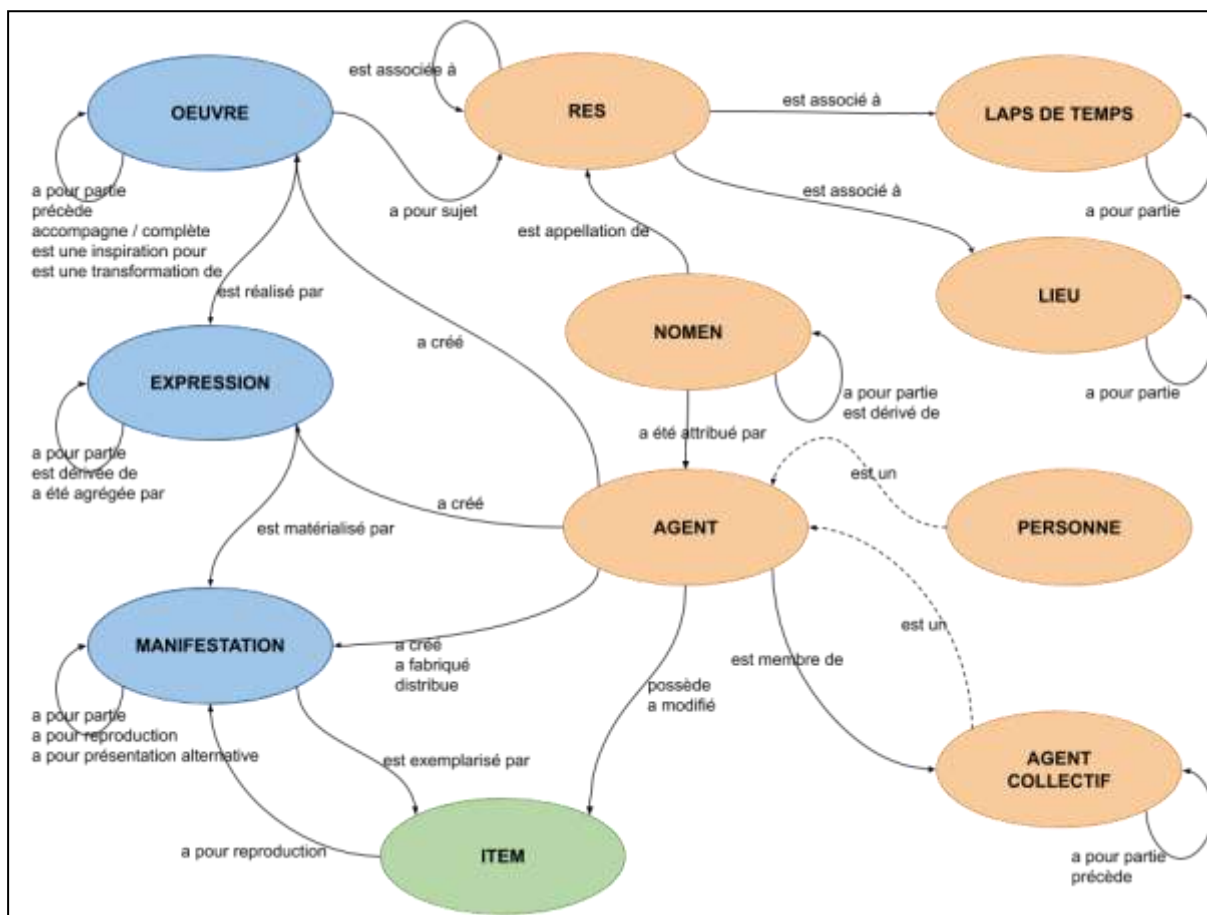 est associée à
OEUVRE
RES
est associé à
LAPS DE TEMPS
a pour partie
précède
accompagne / complète
est une inspiration pour
est une transformation de
a pour sujet
est associé à
a pour partie
est appellation de
est réalisé par
LIEU
NOMEN
a créé
EXPRESSION
a pour partie
est dérivé de
a pour partie
a été attribué par
a pour partie
est dérivée de
a été agrégée par
est un
a créé
AGENT
PERSONNE
est matérialisé par
est un
MANIFESTATION
a créé
a fabriqué
distribue
est membre de
possède
a modifié
a pour partie
a pour reproduction
a pour présentation alternative
est exemplarisé par
AGENT
COLLECTIF
a pour reproduction
ITEM
a pour partie
précède